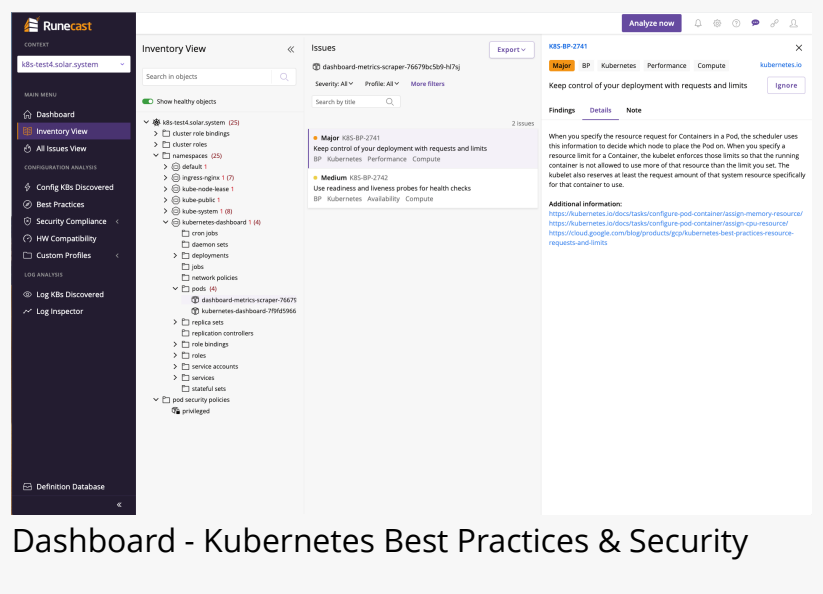 Runecast
Analyze now
CONTEXT
k8s-test4.solar.system
MAIN MENU
Dashboard
Inventory View
All Issues View
CONFIGURATION ANALYSIS
Config KBs Discovered
Best Practices
Security Compliance
HW Compatibility
Custom Profiles
LOG ANALYSIS
Log KBs Discovered
Log Inspector
Definition Database
Inventory View
Search in objects
Show healthy objects
k8s-test4.solar.system (25)
cluster role bindings
cluster roles
namespaces (25)
default 1
ingress-nginx 1 (7)
kube-node-lease 1
kube-public 1
kube-system 1 (8)
kubernetes-dashboard 1 (4)
cron jobs
daemon sets
deployments
jobs
network policies
pods (4)
dashboard-metrics-scraper-76679
kubernetes-dashboard-7f9fd5966
replica sets
replication controllers
role bindings
roles
service accounts
services
stateful sets
pod security policies
privileged
Issues
Export
dashboard-metrics-scraper-76679bc5b9-hl7sj
Severity: All Profile: All More filters
Search by title
2 issues
Major K8S-BP-2741
Keep control of your deployment with requests and limits
BP Kubernetes Performance Compute
Medium K8S-BP-2742
Use readiness and liveness probes for health checks
BP Kubernetes Availability Compute
K8S-BP-2741
Major BP Kubernetes Performance Compute kubernetes.io
Keep control of your deployment with requests and limits Ignore
Findings Details Note
When you specify the resource request for Containers in a Pod, the scheduler uses
this information to decide which node to place the Pod on. When you specify a
resource limit for a Container, the kubelet enforces those limits so that the running
container is not allowed to use more of that resource than the limit you set. The
kubelet also reserves at least the request amount of that system resource specifically
for that container to use.
Additional information:
https://kubernetes.io/docs/tasks/configure-pod-container/assign-memory-resource/
https://kubernetes.io/docs/tasks/configure-pod-container/assign-cpu-resource/
https://cloud.google.com/blog/products/gcp/kubernetes-best-practices-resource-
requests-and-limits
Dashboard - Kubernetes Best Practices & Security